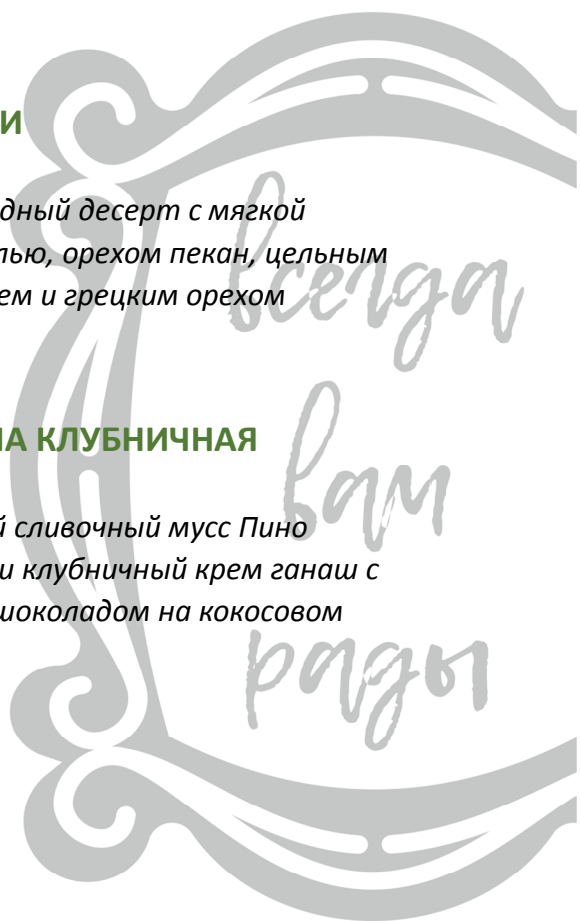 И
дный десерт с мягкой
лью, орехом пекан, цельным
ем и грецким орехом
всегда
НА КЛУБНИЧНАЯ
вам
й сливочный мусс Пино
и клубничный крем ганаш с
шоколадом на кокосовом
рады